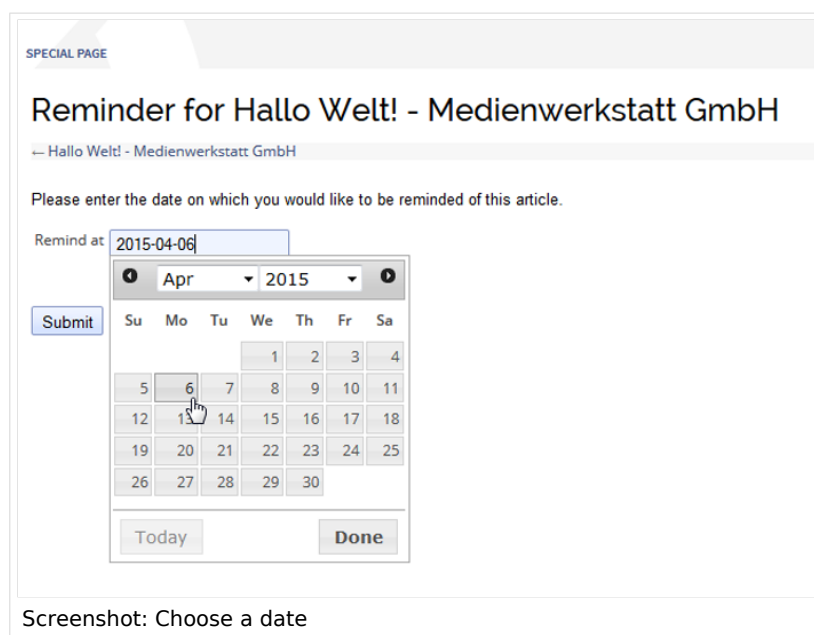 SPECIAL PAGE
Reminder for Hallo Welt! - Medienwerkstatt GmbH
← Hallo Welt! - Medienwerkstatt GmbH
Please enter the date on which you would like to be reminded of this article.
Remind at 2015-04-06
Apr 2015
Submit
Su Mo Tu We Th Fr Sa
1 2 3 4
5 6 7 8 9 10 11
12 13 14 15 16 17 18
19 20 21 22 23 24 25
26 27 28 29 30
Today Done
Screenshot: Choose a date